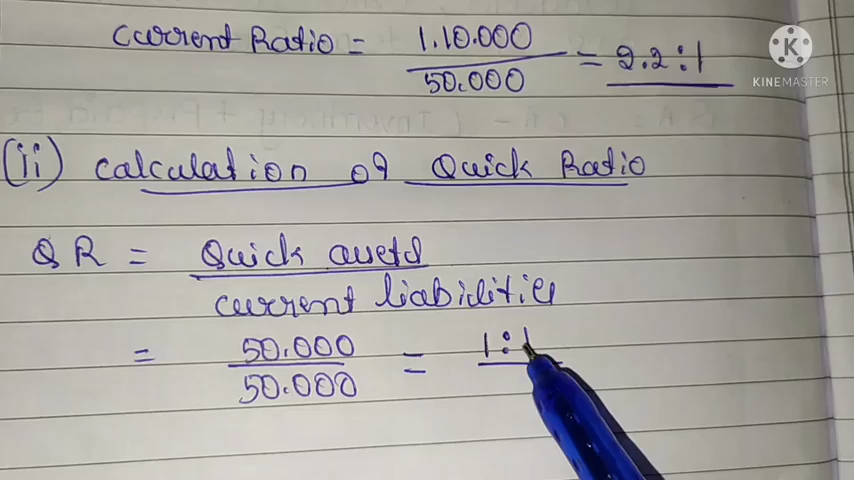 Current Ratio = 1.10.000 / 50.000 = 2.2:1
KINEMASTER
(ii) Calculation of Quick Ratio
QR = Quick assets / Current liabilities
= 50.000 / 50.000 = 1:1